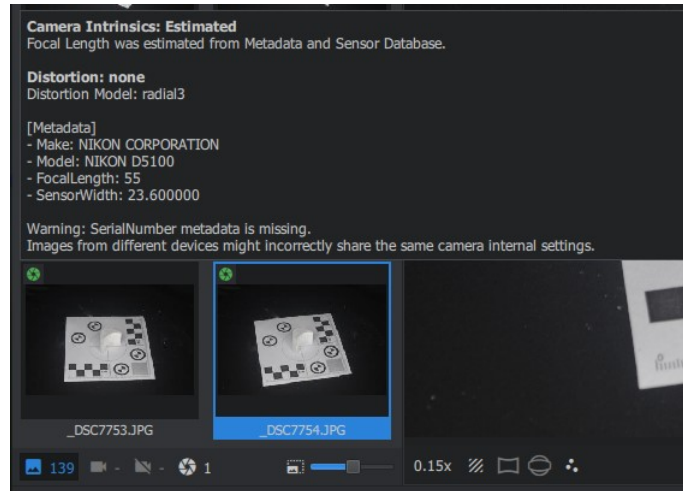 Camera Intrinsics: Estimated
Focal Length was estimated from Metadata and Sensor Database.
Distortion: none
Distortion Model: radial3
[Metadata]
- Make: NIKON CORPORATION
- Model: NIKON D5100
- FocalLength: 55
- SensorWidth: 23.600000
Warning: SerialNumber metadata is missing.
Images from different devices might incorrectly share the same camera internal settings.
_DSC7753.JPG
_DSC7754.JPG
139 - - 1
0.15x